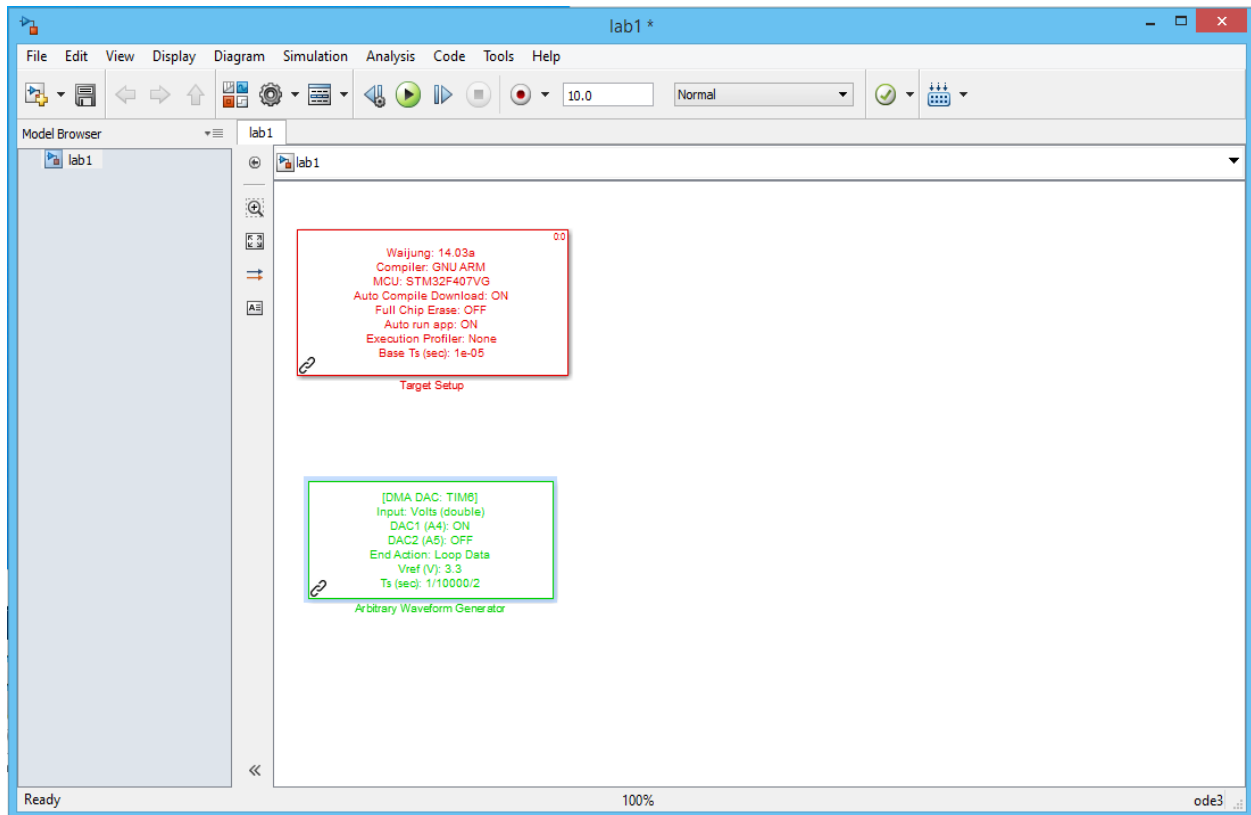 lab1 *
File Edit View Display Diagram Simulation Analysis Code Tools Help
10.0 Normal
Model Browser
lab1
lab1
lab1
0:0
Waijung: 14.03a
Compiler: GNU ARM
MCU: STM32F407VG
Auto Compile Download: ON
Full Chip Erase: OFF
Auto run app: ON
Execution Profiler: None
Base Ts (sec): 1e-05
Target Setup
[DMA DAC: TIM6]
Input: Volts (double)
DAC1 (A4): ON
DAC2 (A5): OFF
End Action: Loop Data
Vref (V): 3.3
Ts (sec): 1/10000/2
Arbitrary Waveform Generator
Ready 100% ode3